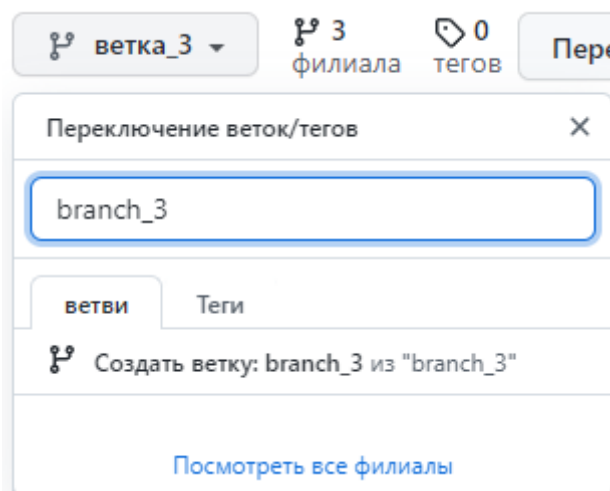 ветка_3
3
филиала
0
тегов
Пере
Переключение веток/тегов
branch_3
ветви Теги
Создать ветку: branch_3 из "branch_3"
Посмотреть все филиалы